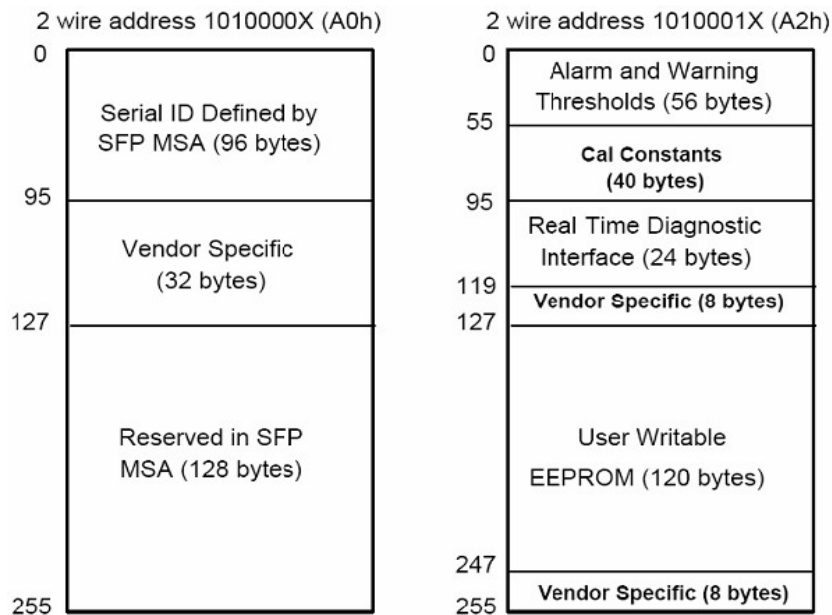 2 wire address 1010000X (A0h)
0
Serial ID Defined by
SFP MSA (96 bytes)
95
Vendor Specific
(32 bytes)
127
Reserved in SFP
MSA (128 bytes)
255
2 wire address 1010001X (A2h)
0
Alarm and Warning
Thresholds (56 bytes)
55
Cal Constants
(40 bytes)
95
Real Time Diagnostic
Interface (24 bytes)
119
Vendor Specific (8 bytes)
127
User Writable
EEPROM (120 bytes)
247
Vendor Specific (8 bytes)
255